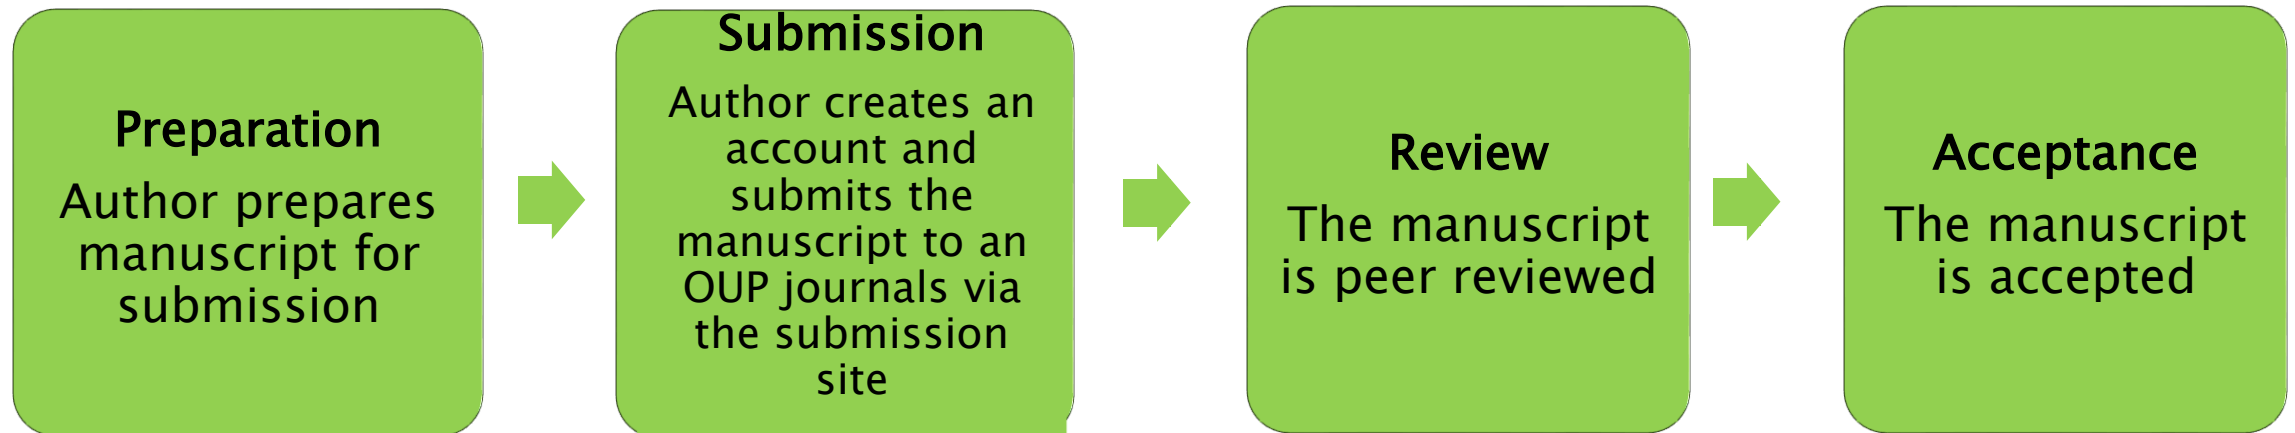 Preparation
Author prepares
manuscript for
submission
Submission
Author creates an
account and
submits the
manuscript to an
OUP journals via
the submission
site
Review
The manuscript
is peer reviewed
Acceptance
The manuscript
is accepted